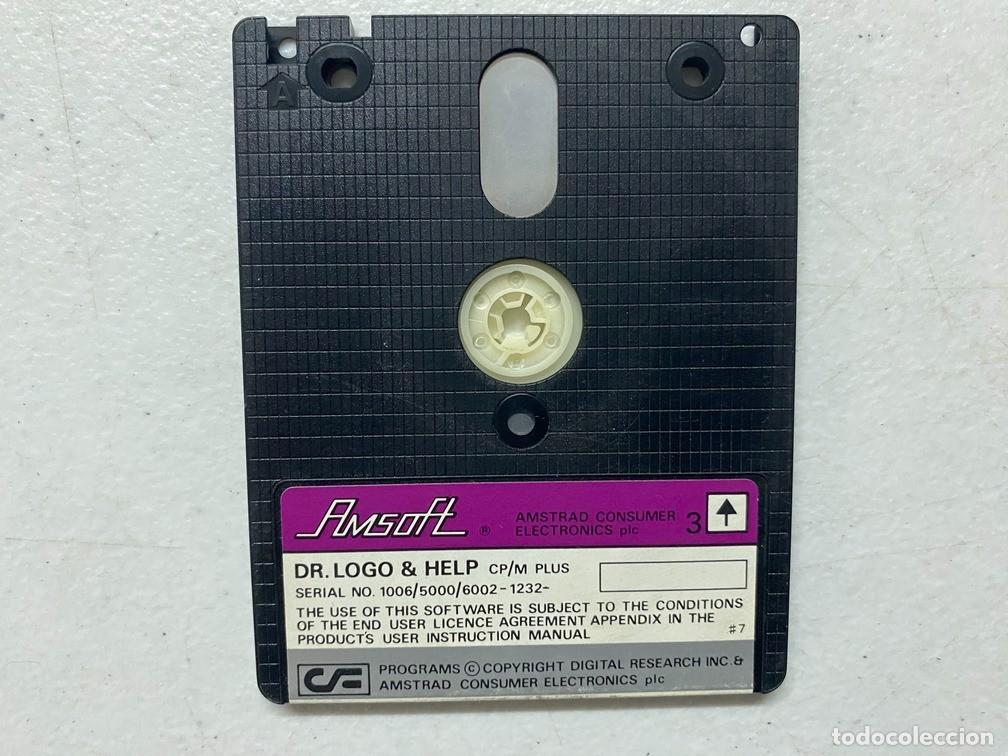 A
Amsoft ® AMSTRAD CONSUMER 3
ELECTRONICS plc
DR. LOGO & HELP CP/M PLUS
SERIAL NO. 1006/5000/6002-1232-
THE USE OF THIS SOFTWARE IS SUBJECT TO THE CONDITIONS
OF THE END USER LICENCE AGREEMENT APPENDIX IN THE
PRODUCT'S USER INSTRUCTION MANUAL #7
CF PROGRAMS © COPYRIGHT DIGITAL RESEARCH INC. &
AMSTRAD CONSUMER ELECTRONICS plc
todocoleccion